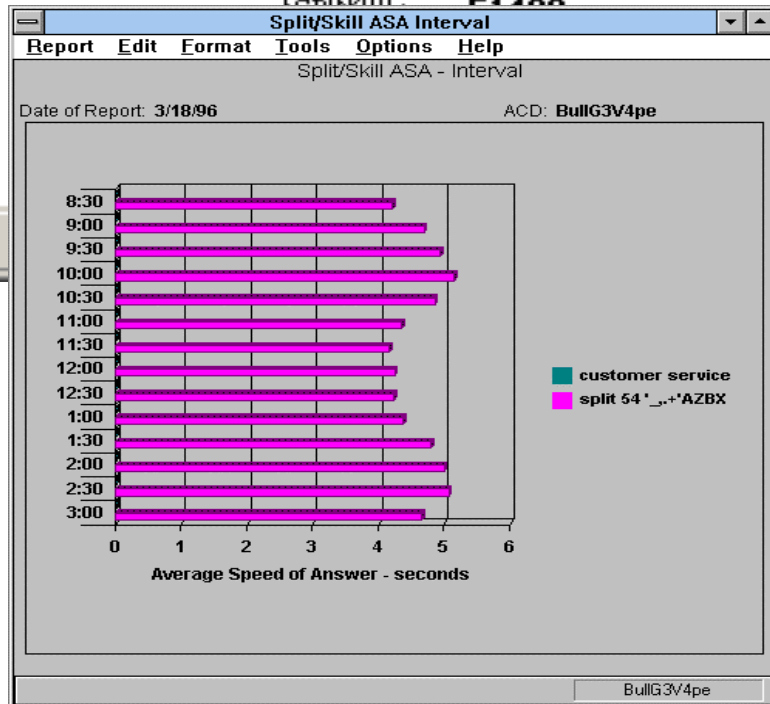 Split/Skill ASA Interval
Report Edit Format Tools Options Help
Split/Skill ASA - Interval
Date of Report: 3/18/96 ACD: BullG3V4pe
8:30
9:00
9:30
10:00
10:30
11:00
11:30
12:00
12:30
1:00
1:30
2:00
2:30
3:00
customer service
split 54 '_,.+'AZBX
0 1 2 3 4 5 6
Average Speed of Answer - seconds
BullG3V4pe